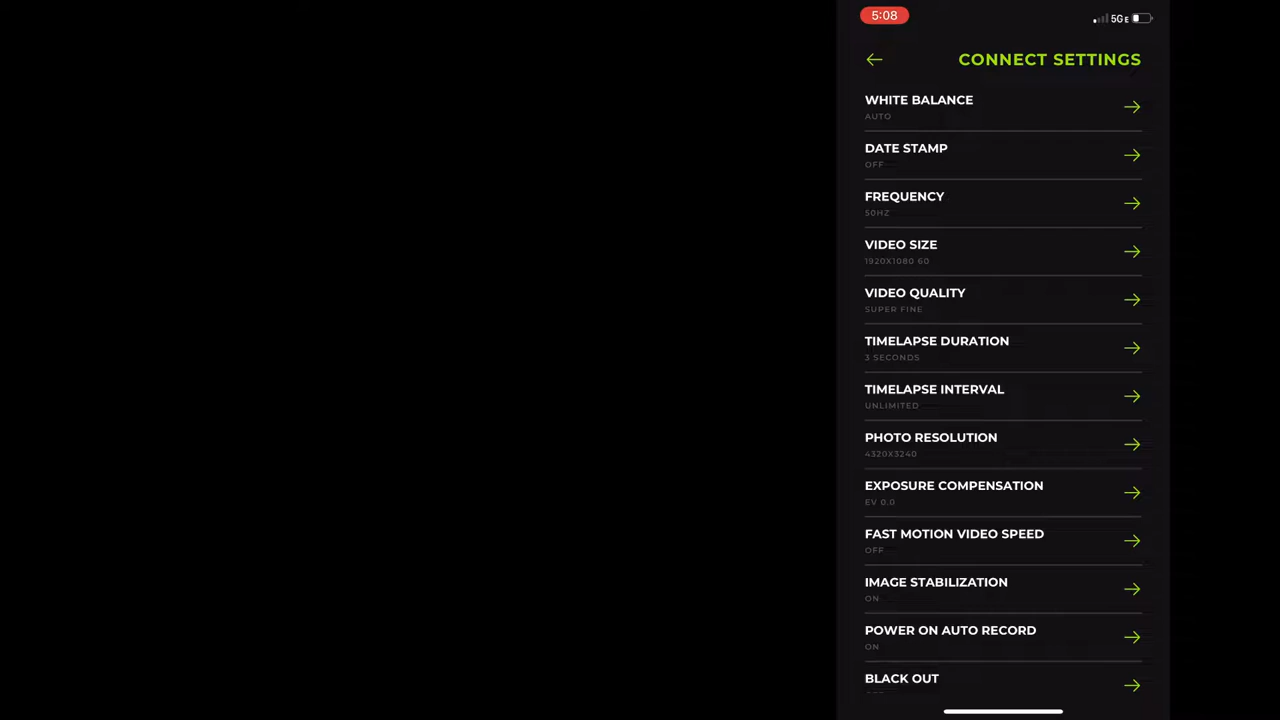 5:08
5GE
CONNECT SETTINGS
WHITE BALANCE
AUTO
DATE STAMP
OFF
FREQUENCY
50HZ
VIDEO SIZE
1920X1080 60
VIDEO QUALITY
SUPER FINE
TIMELAPSE DURATION
3 SECONDS
TIMELAPSE INTERVAL
UNLIMITED
PHOTO RESOLUTION
4320X3240
EXPOSURE COMPENSATION
EV 0.0
FAST MOTION VIDEO SPEED
OFF
IMAGE STABILIZATION
ON
POWER ON AUTO RECORD
ON
BLACK OUT